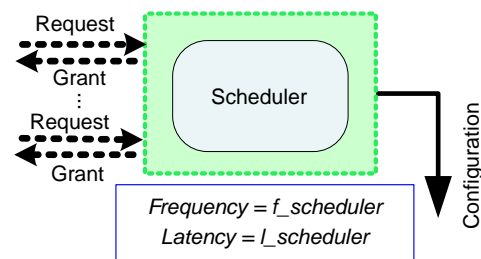 Request
Grant
...
Request
Grant
Scheduler
Configuration
Frequency = f_scheduler
Latency = l_scheduler